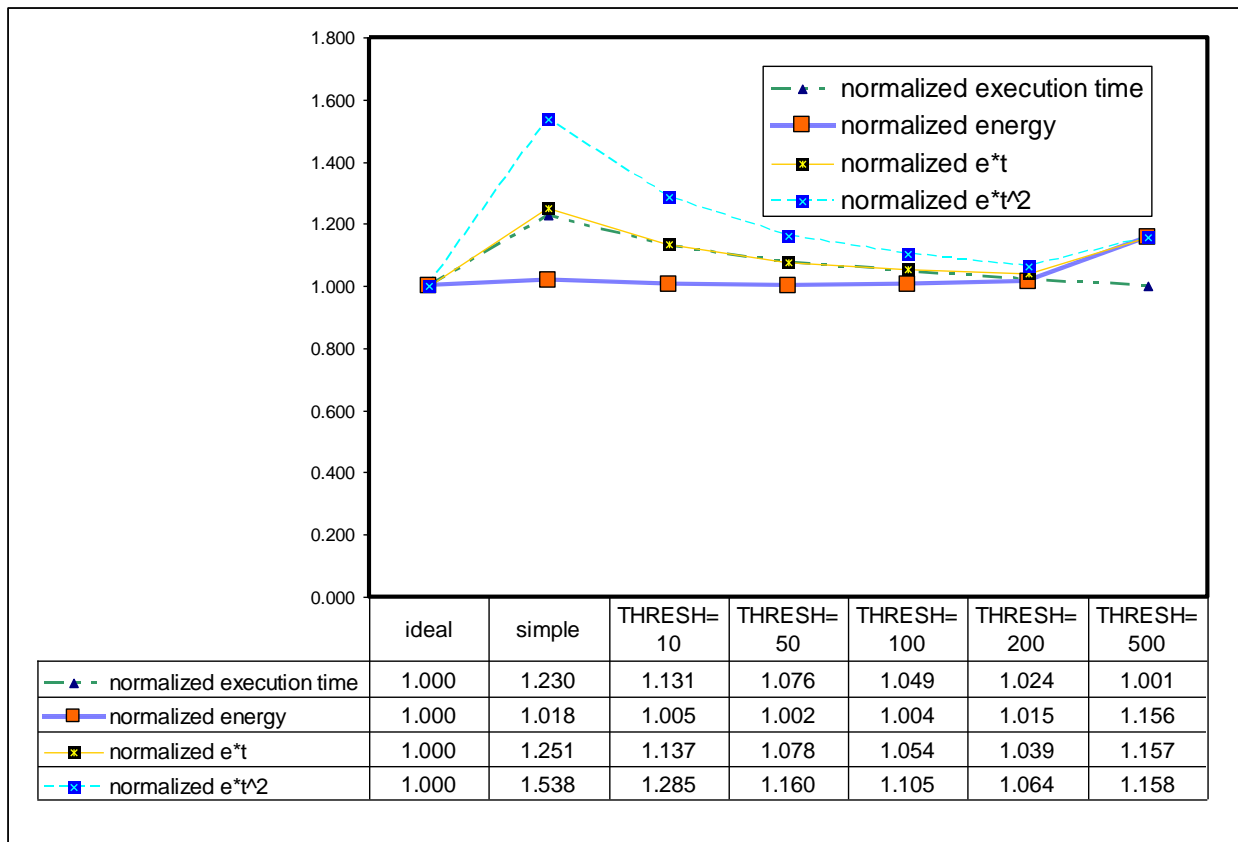 1.800
1.600
1.400
1.200
1.000
0.800
0.600
0.400
0.200
0.000
normalized execution time
normalized energy
normalized e*t
normalized e*t^2
ideal simple THRESH= THRESH= THRESH= THRESH= THRESH=
10 50 100 200 500
normalized execution time 1.000 1.230 1.131 1.076 1.049 1.024 1.001
normalized energy 1.000 1.018 1.005 1.002 1.004 1.015 1.156
normalized e*t 1.000 1.251 1.137 1.078 1.054 1.039 1.157
normalized e*t^2 1.000 1.538 1.285 1.160 1.105 1.064 1.158